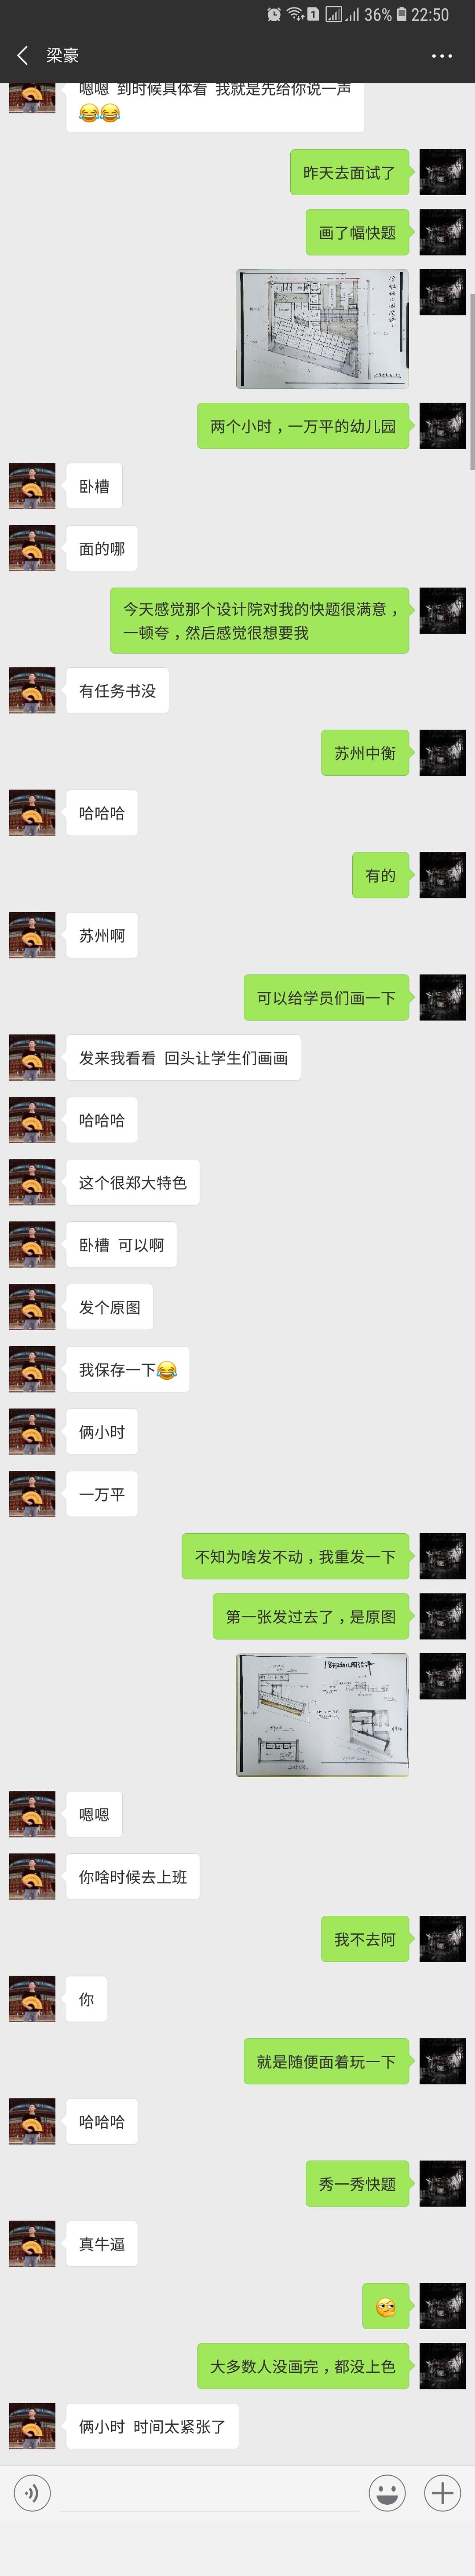 36% 22:50
梁豪
嗯嗯 到时候具体看 我就是先给你说一声
😂😂
昨天去面试了
画了幅快题
两个小时，一万平的幼儿园
卧槽
面的哪
今天感觉那个设计院对我的快题很满意，
一顿夸，然后感觉很想要我
有任务书没
苏州中衡
哈哈哈
有的
苏州啊
可以给学员们画一下
发来我看看 回头让学生们画画
哈哈哈
这个很郑大特色
卧槽 可以啊
发个原图
我保存一下😂
俩小时
一万平
不知为啥发不动，我重发一下
第一张发过去了，是原图
嗯嗯
你啥时候去上班
我不去阿
你
就是随便面着玩一下
哈哈哈
秀一秀快题
真牛逼
大多数人没画完，都没上色
俩小时 时间太紧张了